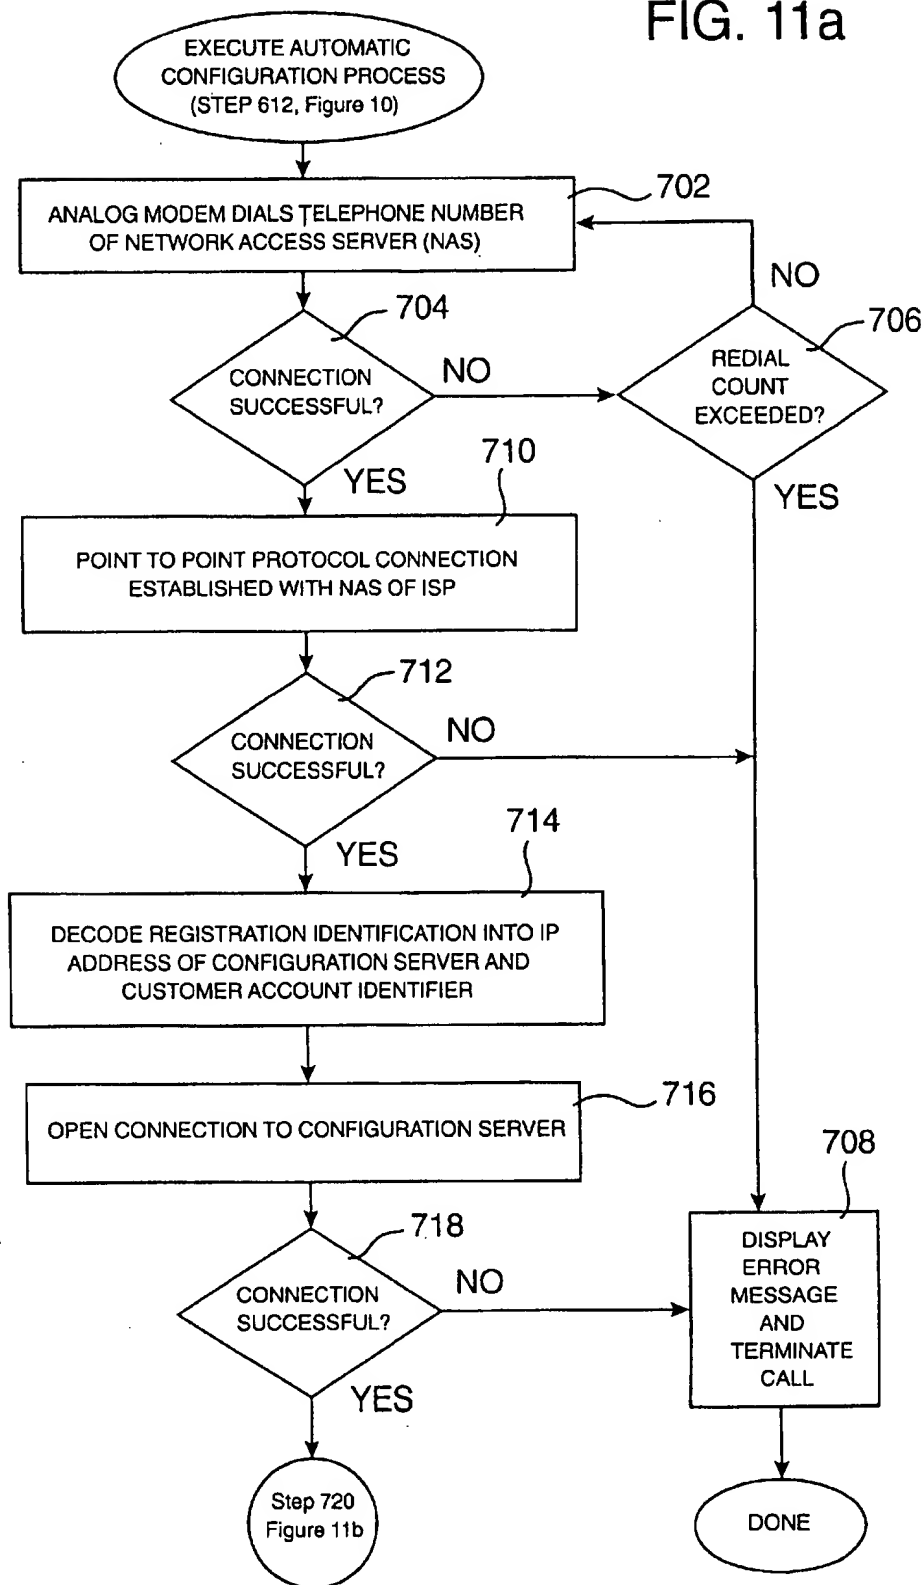 FIG. 11a
EXECUTE AUTOMATIC
CONFIGURATION PROCESS
(STEP 612, Figure 10)
702
ANALOG MODEM DIALS TELEPHONE NUMBER
OF NETWORK ACCESS SERVER (NAS)
NO
704
706
CONNECTION
SUCCESSFUL?
NO
REDIAL
COUNT
EXCEEDED?
YES
YES
710
POINT TO POINT PROTOCOL CONNECTION
ESTABLISHED WITH NAS OF ISP
712
CONNECTION
SUCCESSFUL?
NO
YES
714
DECODE REGISTRATION IDENTIFICATION INTO IP
ADDRESS OF CONFIGURATION SERVER AND
CUSTOMER ACCOUNT IDENTIFIER
716
OPEN CONNECTION TO CONFIGURATION SERVER
718
CONNECTION
SUCCESSFUL?
NO
YES
708
DISPLAY
ERROR
MESSAGE
AND
TERMINATE
CALL
Step 720
Figure 11b
DONE